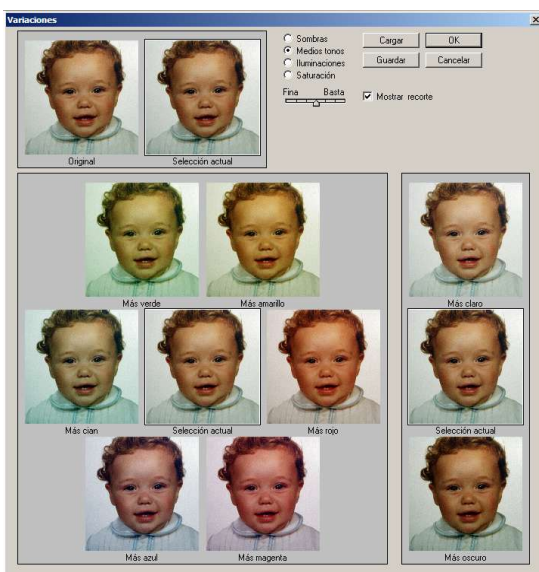 Variaciones
Original
Selección actual
Sombras
Medios tonos
Iluminaciones
Saturación
Fina Basta
Cargar
OK
Guardar
Cancelar
Mostrar recorte
Más verde
Más amarillo
Más cian
Selección actual
Más rojo
Más azul
Más magenta
Más claro
Selección actual
Más oscuro